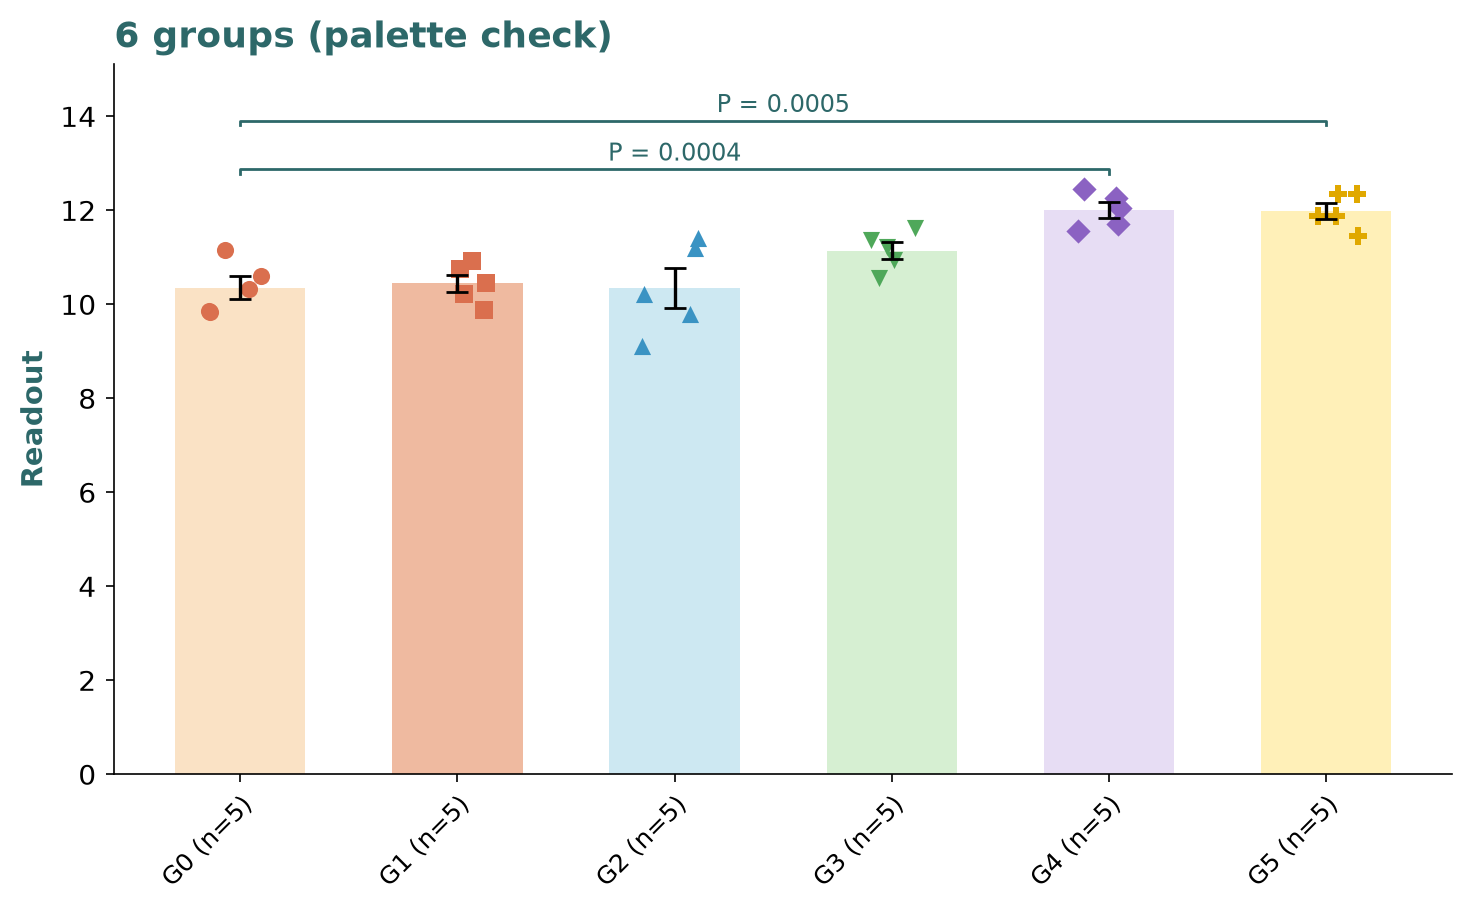 6 groups (palette check)
P = 0.0005
P = 0.0004
Readout
14
12
10
8
6
4
2
0
G0 (n=5)
G1 (n=5)
G2 (n=5)
G3 (n=5)
G4 (n=5)
G5 (n=5)